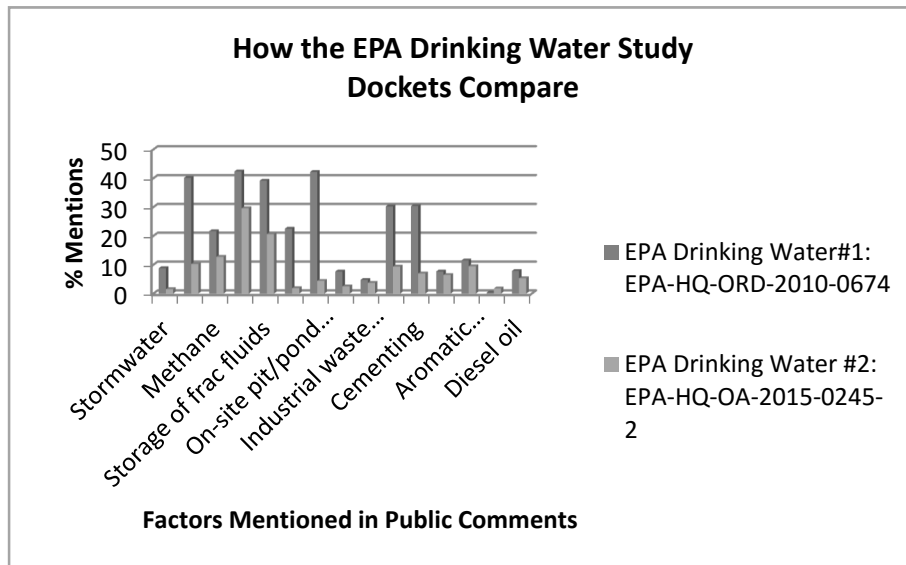 How the EPA Drinking Water Study
Dockets Compare
% Mentions
50
40
30
20
10
0
Stormwater
Methane
Storage of frac fluids
On-site pit/pond...
Industrial waste...
Cementing
Aromatic...
Diesel oil
Factors Mentioned in Public Comments
EPA Drinking Water#1:
EPA-HQ-ORD-2010-0674
EPA Drinking Water #2:
EPA-HQ-OA-2015-0245-
2